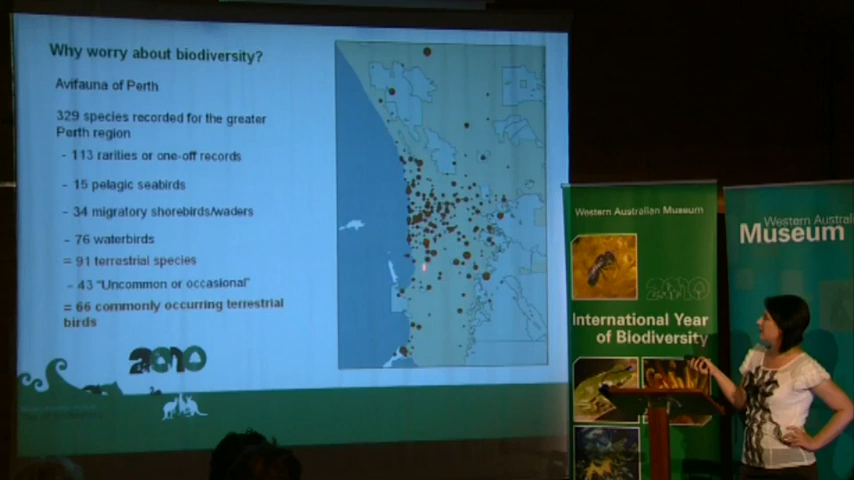 Why worry about biodiversity?
Avifauna of Perth
329 species recorded for the greater
Perth region
- 113 rarities or one-off records
- 15 pelagic seabirds
- 34 migratory shorebirds/waders
- 76 waterbirds
= 91 terrestrial species
- 43 "Uncommon or occasional"
= 66 commonly occurring terrestrial
birds
2010
Western Australian Museum
2010
International Year
of Biodiversity
Western Australi
Museum